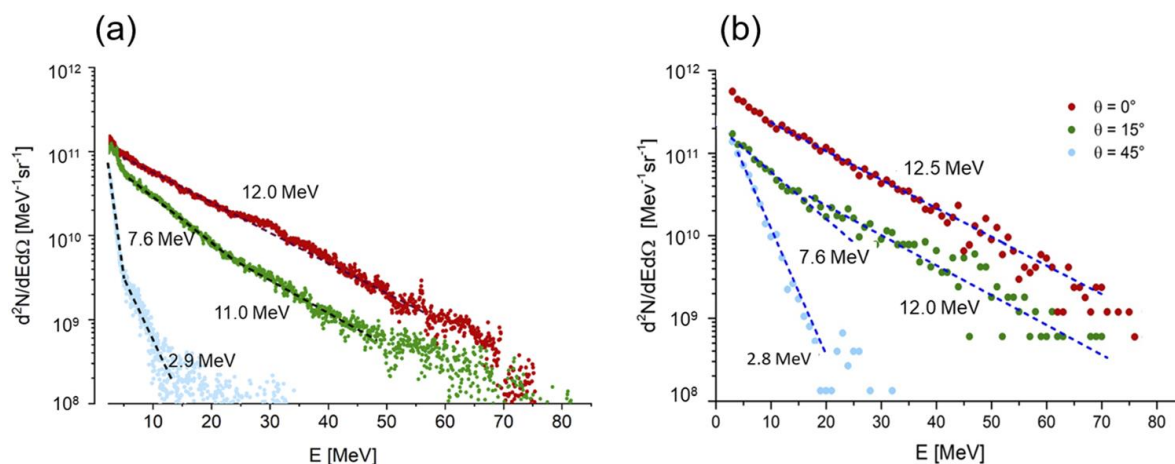 (a)
d²N/dEdΩ [MeV⁻¹sr⁻¹]
10¹²
10¹¹
10¹⁰
10⁹
10⁸
12.0 MeV
7.6 MeV
11.0 MeV
2.9 MeV
10 20 30 40 50 60 70 80
E [MeV]
(b)
d²N/dEdΩ [MeV⁻¹sr⁻¹]
10¹²
10¹¹
10¹⁰
10⁹
10⁸
θ = 0°
θ = 15°
θ = 45°
12.5 MeV
7.6 MeV
12.0 MeV
2.8 MeV
0 10 20 30 40 50 60 70 80
E [MeV]